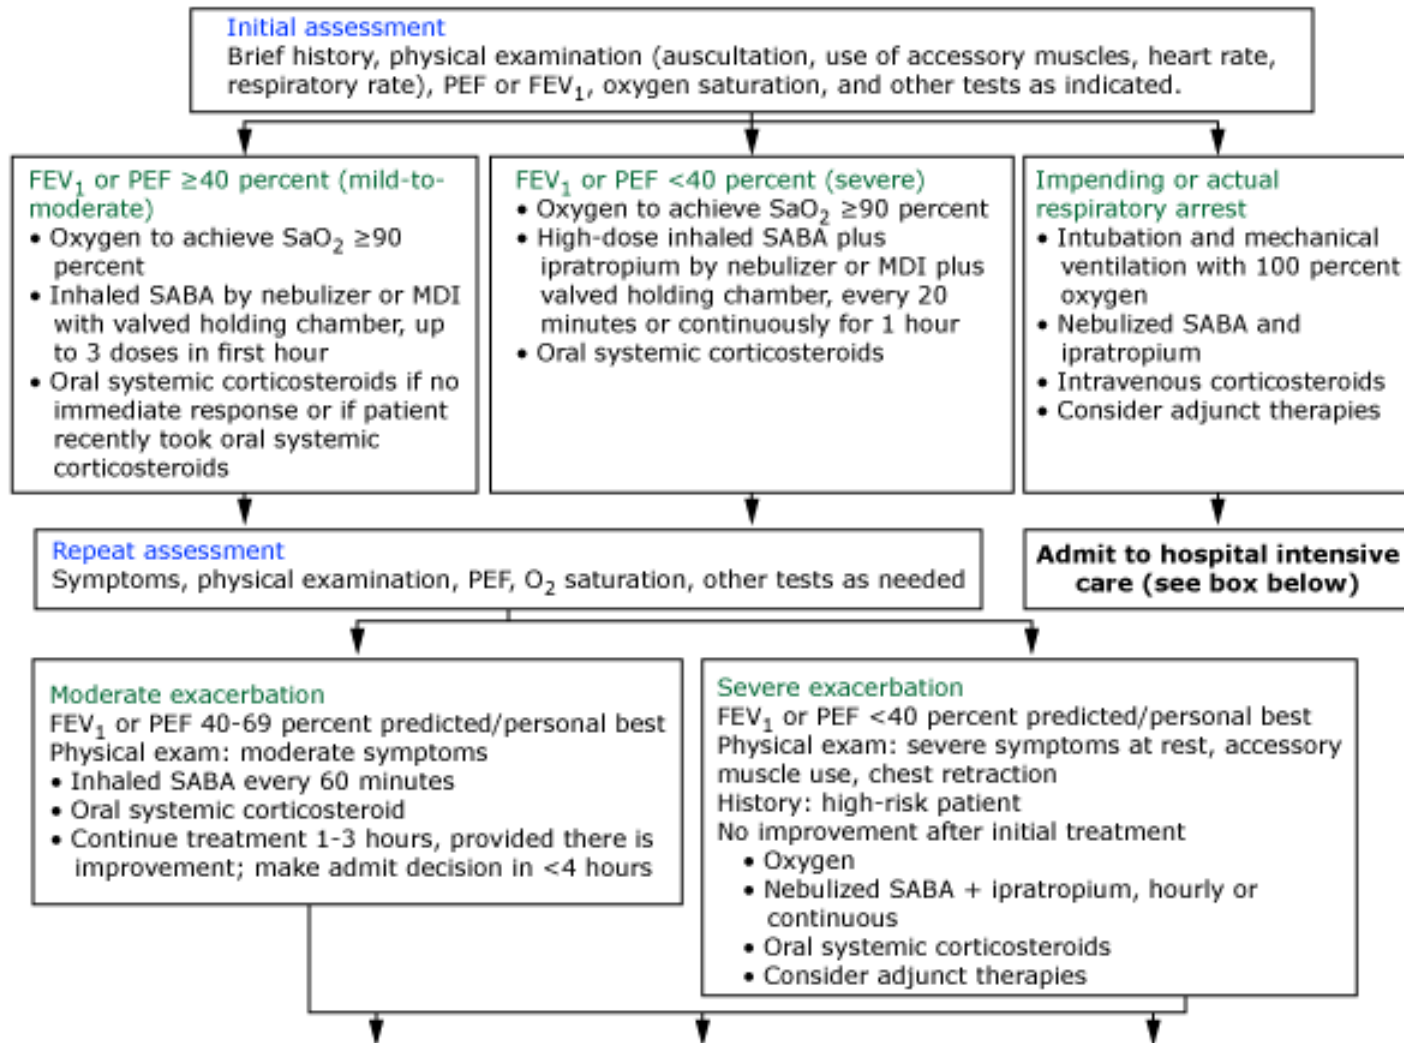 Initial assessment
Brief history, physical examination (auscultation, use of accessory muscles, heart rate,
respiratory rate), PEF or FEV1, oxygen saturation, and other tests as indicated.
FEV1 or PEF ≥40 percent (mild-to-
moderate)
• Oxygen to achieve SaO2 ≥90
percent
• Inhaled SABA by nebulizer or MDI
with valved holding chamber, up
to 3 doses in first hour
• Oral systemic corticosteroids if no
immediate response or if patient
recently took oral systemic
corticosteroids
FEV1 or PEF <40 percent (severe)
• Oxygen to achieve SaO2 ≥90 percent
• High-dose inhaled SABA plus
ipratropium by nebulizer or MDI plus
valved holding chamber, every 20
minutes or continuously for 1 hour
• Oral systemic corticosteroids
Impending or actual
respiratory arrest
• Intubation and mechanical
ventilation with 100 percent
oxygen
• Nebulized SABA and
ipratropium
• Intravenous corticosteroids
• Consider adjunct therapies
Repeat assessment
Symptoms, physical examination, PEF, O2 saturation, other tests as needed
Admit to hospital intensive
care (see box below)
Moderate exacerbation
FEV1 or PEF 40-69 percent predicted/personal best
Physical exam: moderate symptoms
• Inhaled SABA every 60 minutes
• Oral systemic corticosteroid
• Continue treatment 1-3 hours, provided there is
improvement; make admit decision in <4 hours
Severe exacerbation
FEV1 or PEF <40 percent predicted/personal best
Physical exam: severe symptoms at rest, accessory
muscle use, chest retraction
History: high-risk patient
No improvement after initial treatment
• Oxygen
• Nebulized SABA + ipratropium, hourly or
continuous
• Oral systemic corticosteroids
• Consider adjunct therapies